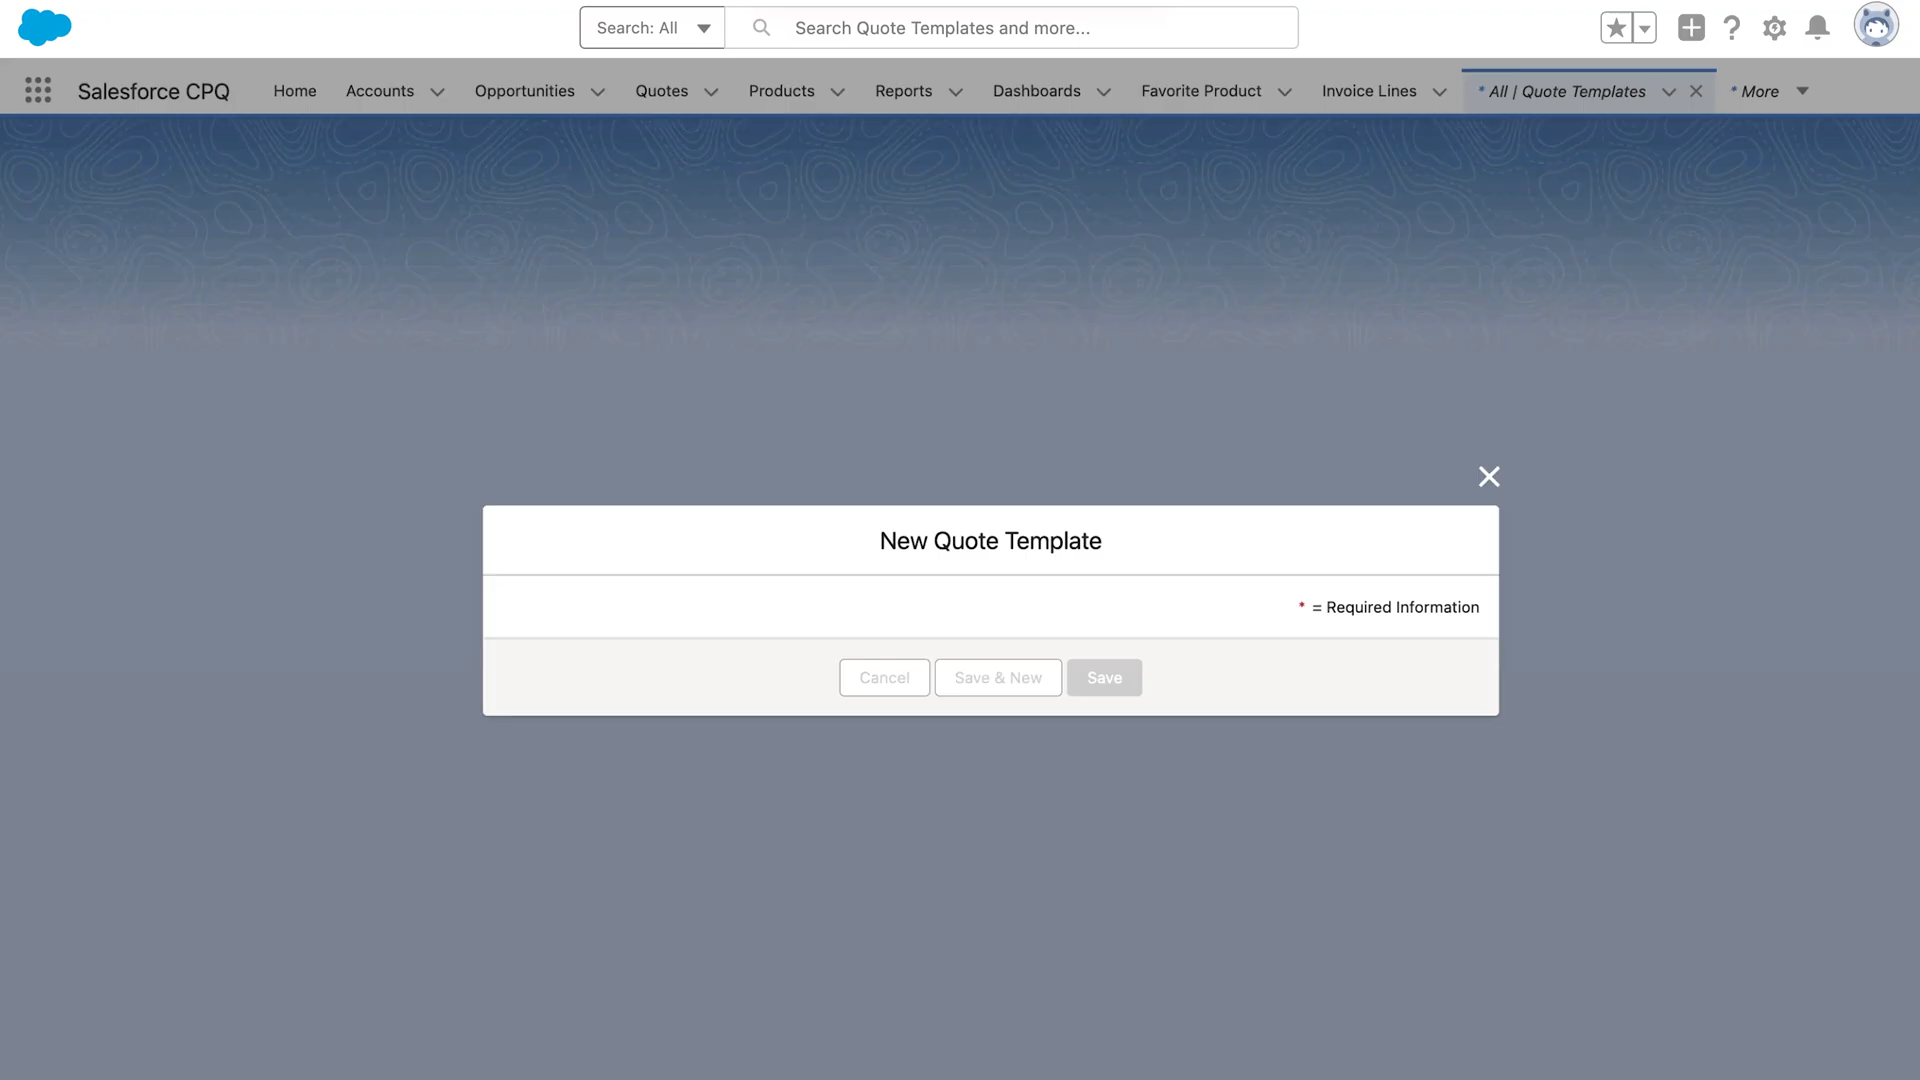 Search: All
Search Quote Templates and more...
Salesforce CPQ
Home
Accounts
Opportunities
Quotes
Products
Reports
Dashboards
Favorite Product
Invoice Lines
* All | Quote Templates
* More
New Quote Template
* = Required Information
Cancel
Save & New
Save